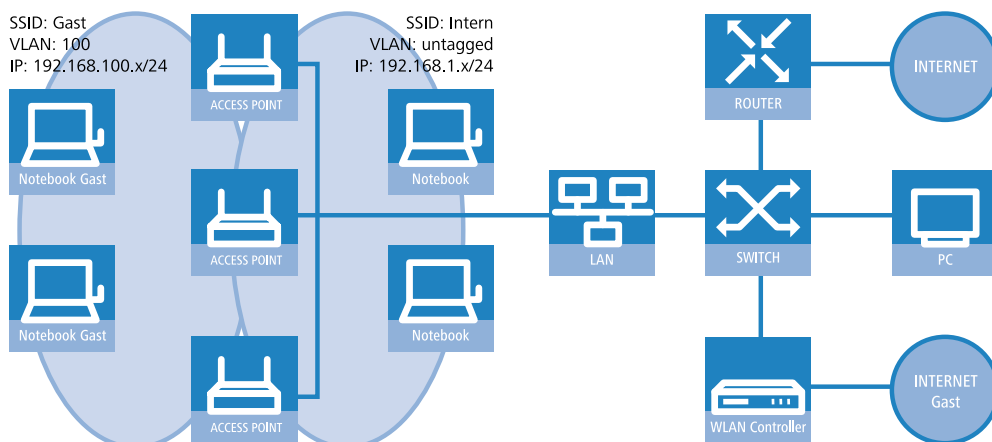 SSID: Gast
VLAN: 100
IP: 192.168.100.x/24
SSID: Intern
VLAN: untagged
IP: 192.168.1.x/24
ACCESS POINT
ROUTER
INTERNET
Notebook Gast
Notebook
ACCESS POINT
LAN
SWITCH
PC
Notebook Gast
Notebook
ACCESS POINT
WLAN Controller
INTERNET
Gast